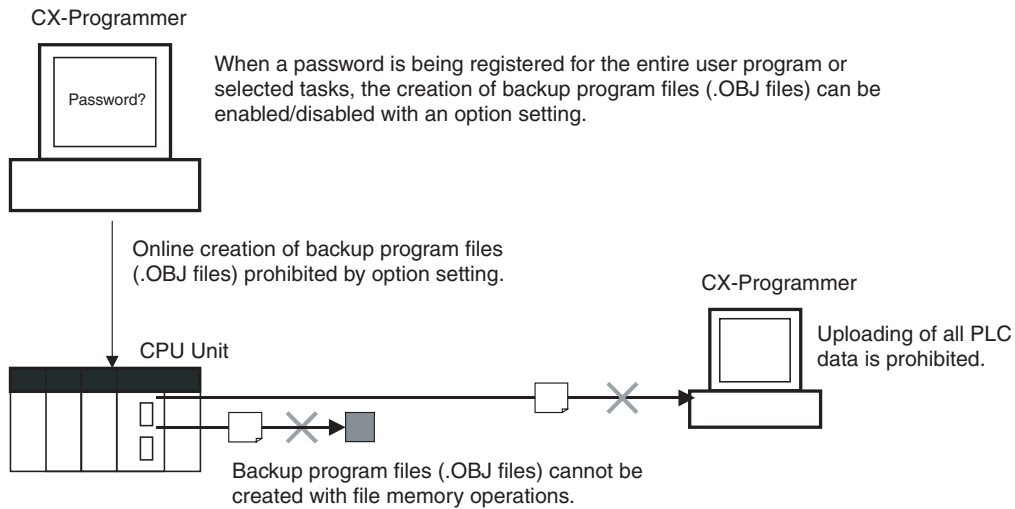 CX-Programmer
Password?
When a password is being registered for the entire user program or
selected tasks, the creation of backup program files (.OBJ files) can be
enabled/disabled with an option setting.
Online creation of backup program files
(.OBJ files) prohibited by option setting.
CX-Programmer
Uploading of all PLC
data is prohibited.
CPU Unit
Backup program files (.OBJ files) cannot be
created with file memory operations.